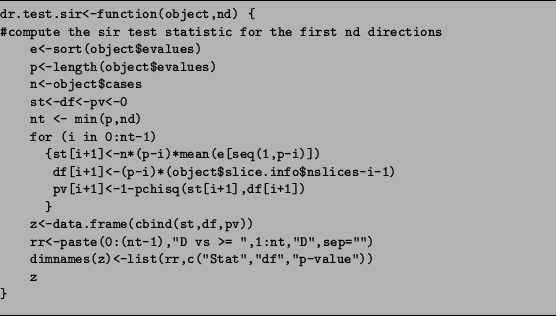 dr.test.sir<-function(object,nd) {
#compute the sir test statistic for the first nd directions
    e<-sort(object$evalues)
    p<-length(object$evalues)
    n<-object$cases
    st<-df<-pv<-0
    nt <- min(p,nd)
    for (i in 0:nt-1)
      {st[i+1]<-n*(p-i)*mean(e[seq(1,p-i)])
       df[i+1]<-(p-i)*(object$slice.info$nslices-i-1)
       pv[i+1]<-1-pchisq(st[i+1],df[i+1])
      }
    z<-data.frame(cbind(st,df,pv))
    rr<-paste(0:(nt-1),"D vs >= ",1:nt,"D",sep="")
    dimnames(z)<-list(rr,c("Stat","df","p-value"))
    z
}